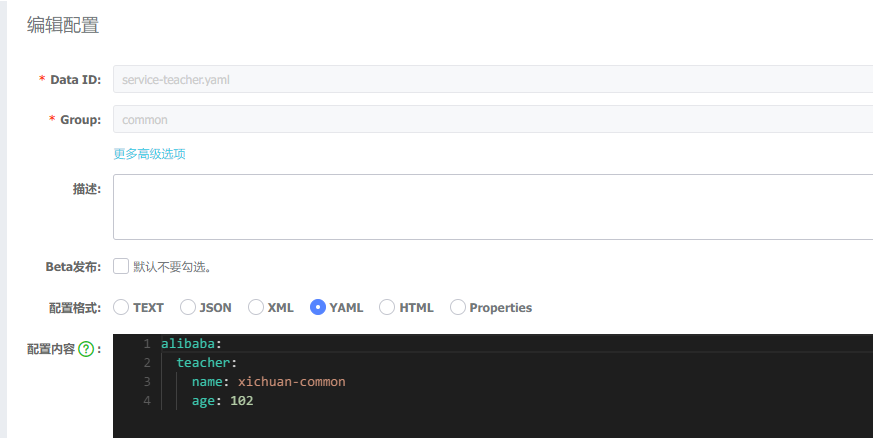 编辑配置
* Data ID: service-teacher.yaml
* Group: common
更多高级选项
描述:
Beta发布: 默认不要勾选。
配置格式: TEXT JSON XML YAML HTML Properties
配置内容 ? :
1 alibaba:
2 teacher:
3 name: xichuan-common
4 age: 102